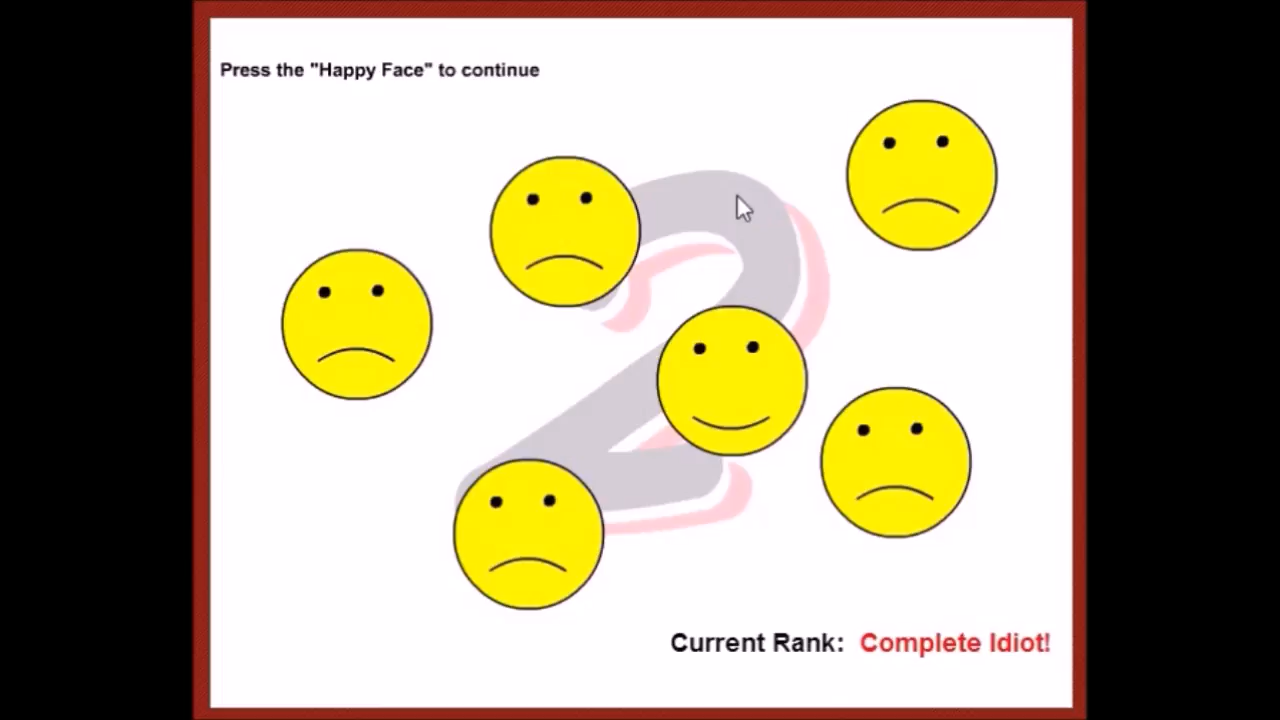 Press the "Happy Face" to continue
2
Current Rank: Complete Idiot!